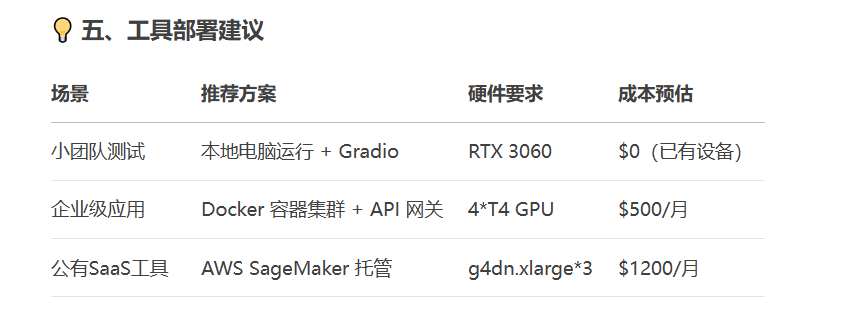 💡 五、工具部署建议
场景 推荐方案 硬件要求 成本预估
小团队测试 本地电脑运行 + Gradio RTX 3060 $0（已有设备）
企业级应用 Docker 容器集群 + API 网关 4*T4 GPU $500/月
公有SaaS工具 AWS SageMaker 托管 g4dn.xlarge*3 $1200/月